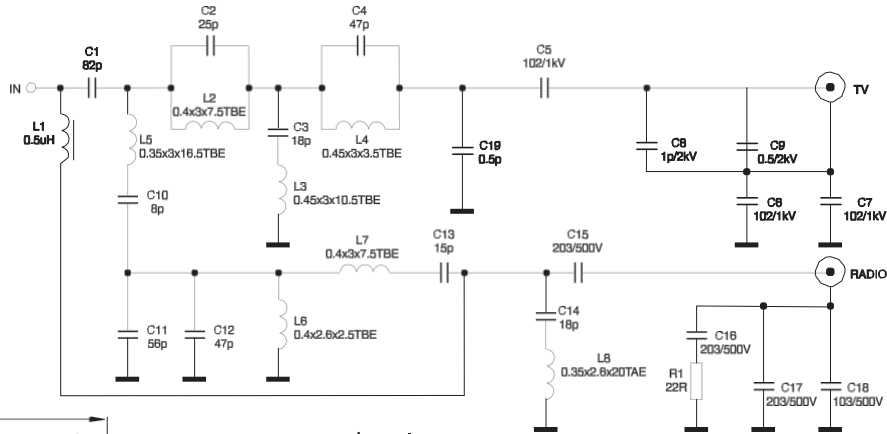 C2
25p
C4
47p
C1
82p
C5
102/1kV
IN
TV
L2
0.4x3x7.5TBE
L1
0.5uH
L5
0.35x3x16.5TBE
C3
18p
L4
0.45x3x3.5TBE
C19
0.5p
C8
1p/2kV
C9
0.5/2kV
C10
8p
L3
0.45x3x10.5TBE
C6
102/1kV
C7
102/1kV
L7
0.4x3x7.5TBE
C13
15p
C15
203/500V
RADIO
C11
56p
C12
47p
L6
0.4x2.6x2.5TBE
C14
18p
C16
203/500V
L8
0.35x2.6x20TAE
R1
22R
C17
203/500V
C18
103/500V